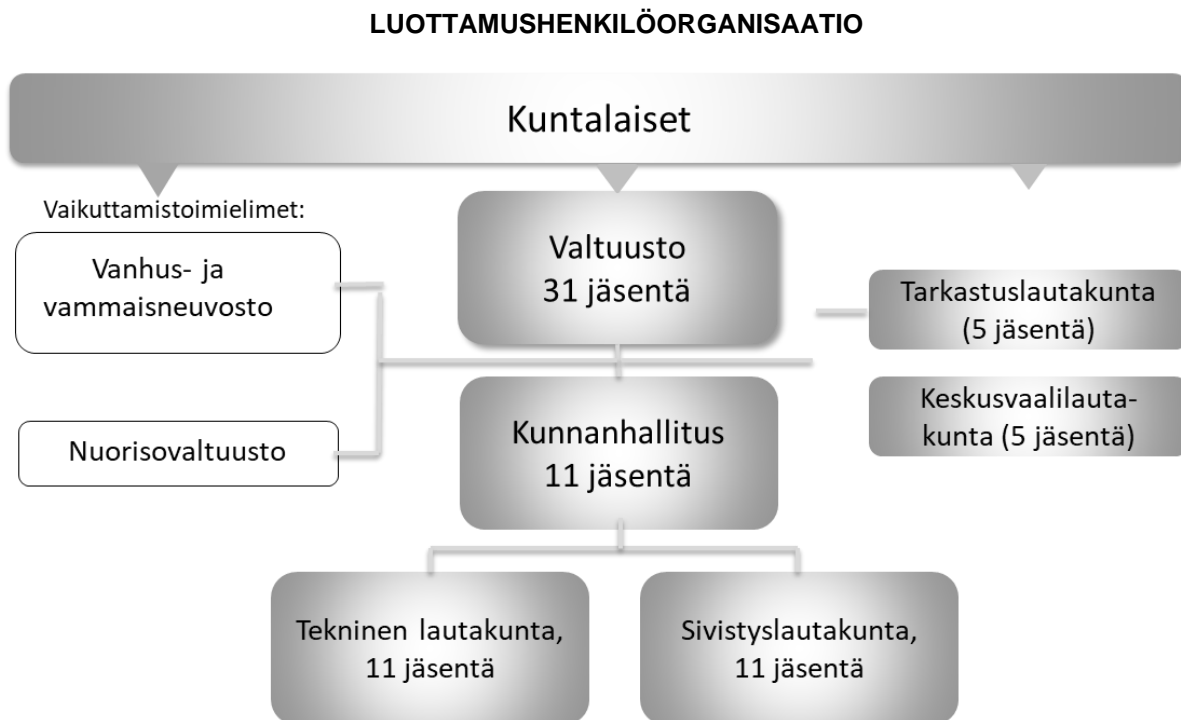 LUOTTAMUSHENKILÖORGANISAATIO
Kuntalaiset
Vaikuttamistoimielimet:
Vanhus- ja
vammaisneuvosto
Nuorisovaltuusto
Valtuusto
31 jäsentä
Kunnanhallitus
11 jäsentä
Tarkastuslautakunta
(5 jäsentä)
Keskusvaalilauta-
kunta (5 jäsentä)
Tekninen lautakunta,
11 jäsentä
Sivistyslautakunta,
11 jäsentä